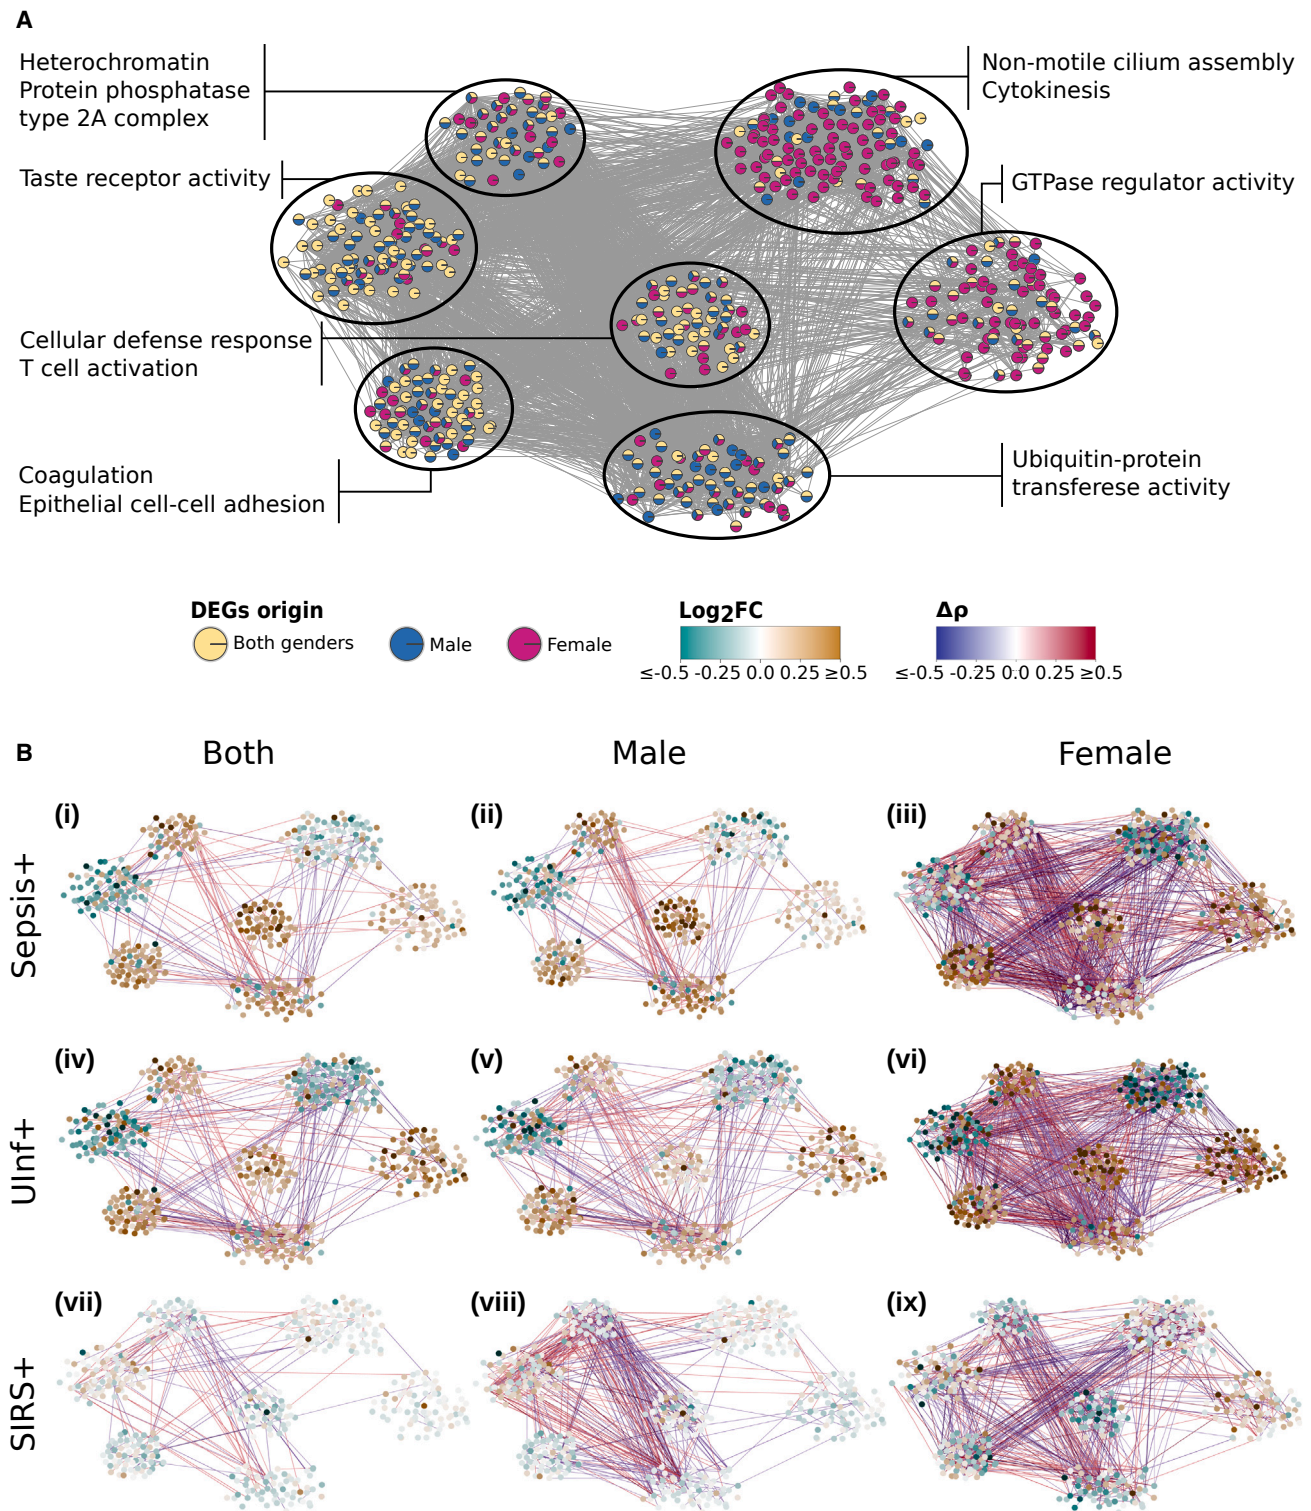 A
Heterochromatin
Protein phosphatase
type 2A complex
Non-motile cilium assembly
Cytokinesis
Taste receptor activity
GTPase regulator activity
Cellular defense response
T cell activation
Coagulation
Epithelial cell-cell adhesion
Ubiquitin-protein
transferese activity
DEGs origin
Both genders
Male
Female
Log2FC
≤-0.5 -0.25 0.0 0.25 ≥0.5
Δρ
≤-0.5 -0.25 0.0 0.25 ≥0.5
B
Both
Male
Female
Sepsis+
(i)
(ii)
(iii)
UInf+
(iv)
(v)
(vi)
SIRS+
(vii)
(viii)
(ix)